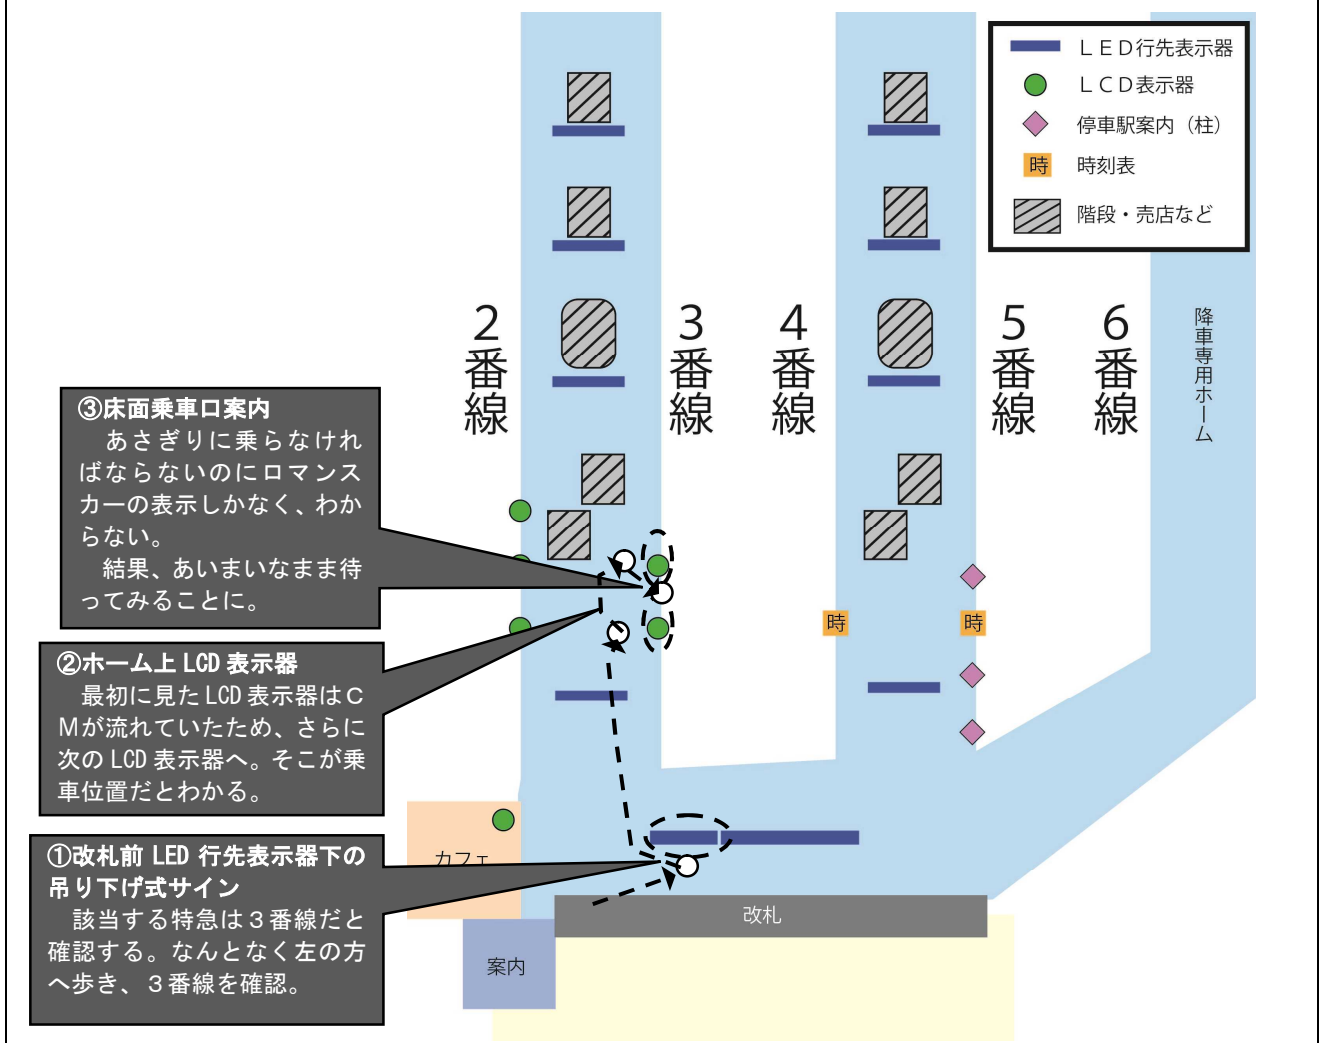 ＬＥＤ行先表示器
ＬＣＤ表示器
停車駅案内（柱）
時 時刻表
階段・売店など
2番線
3番線
4番線
5番線
6番線
降車専用ホーム
③床面乗車口案内
あさぎりに乗らなけれ
ばならないのにロマンス
カーの表示しかなく、わか
らない。
結果、あいまいなまま待
ってみることに。
時
時
②ホーム上 LCD 表示器
最初に見た LCD 表示器はＣ
Ｍが流れていたため、さらに
次の LCD 表示器へ。そこが乗
車位置だとわかる。
①改札前 LED 行先表示器下の
吊り下げ式サイン
該当する特急は３番線だと
確認する。なんとなく左の方
へ歩き、３番線を確認。
カフェ
改札
案内